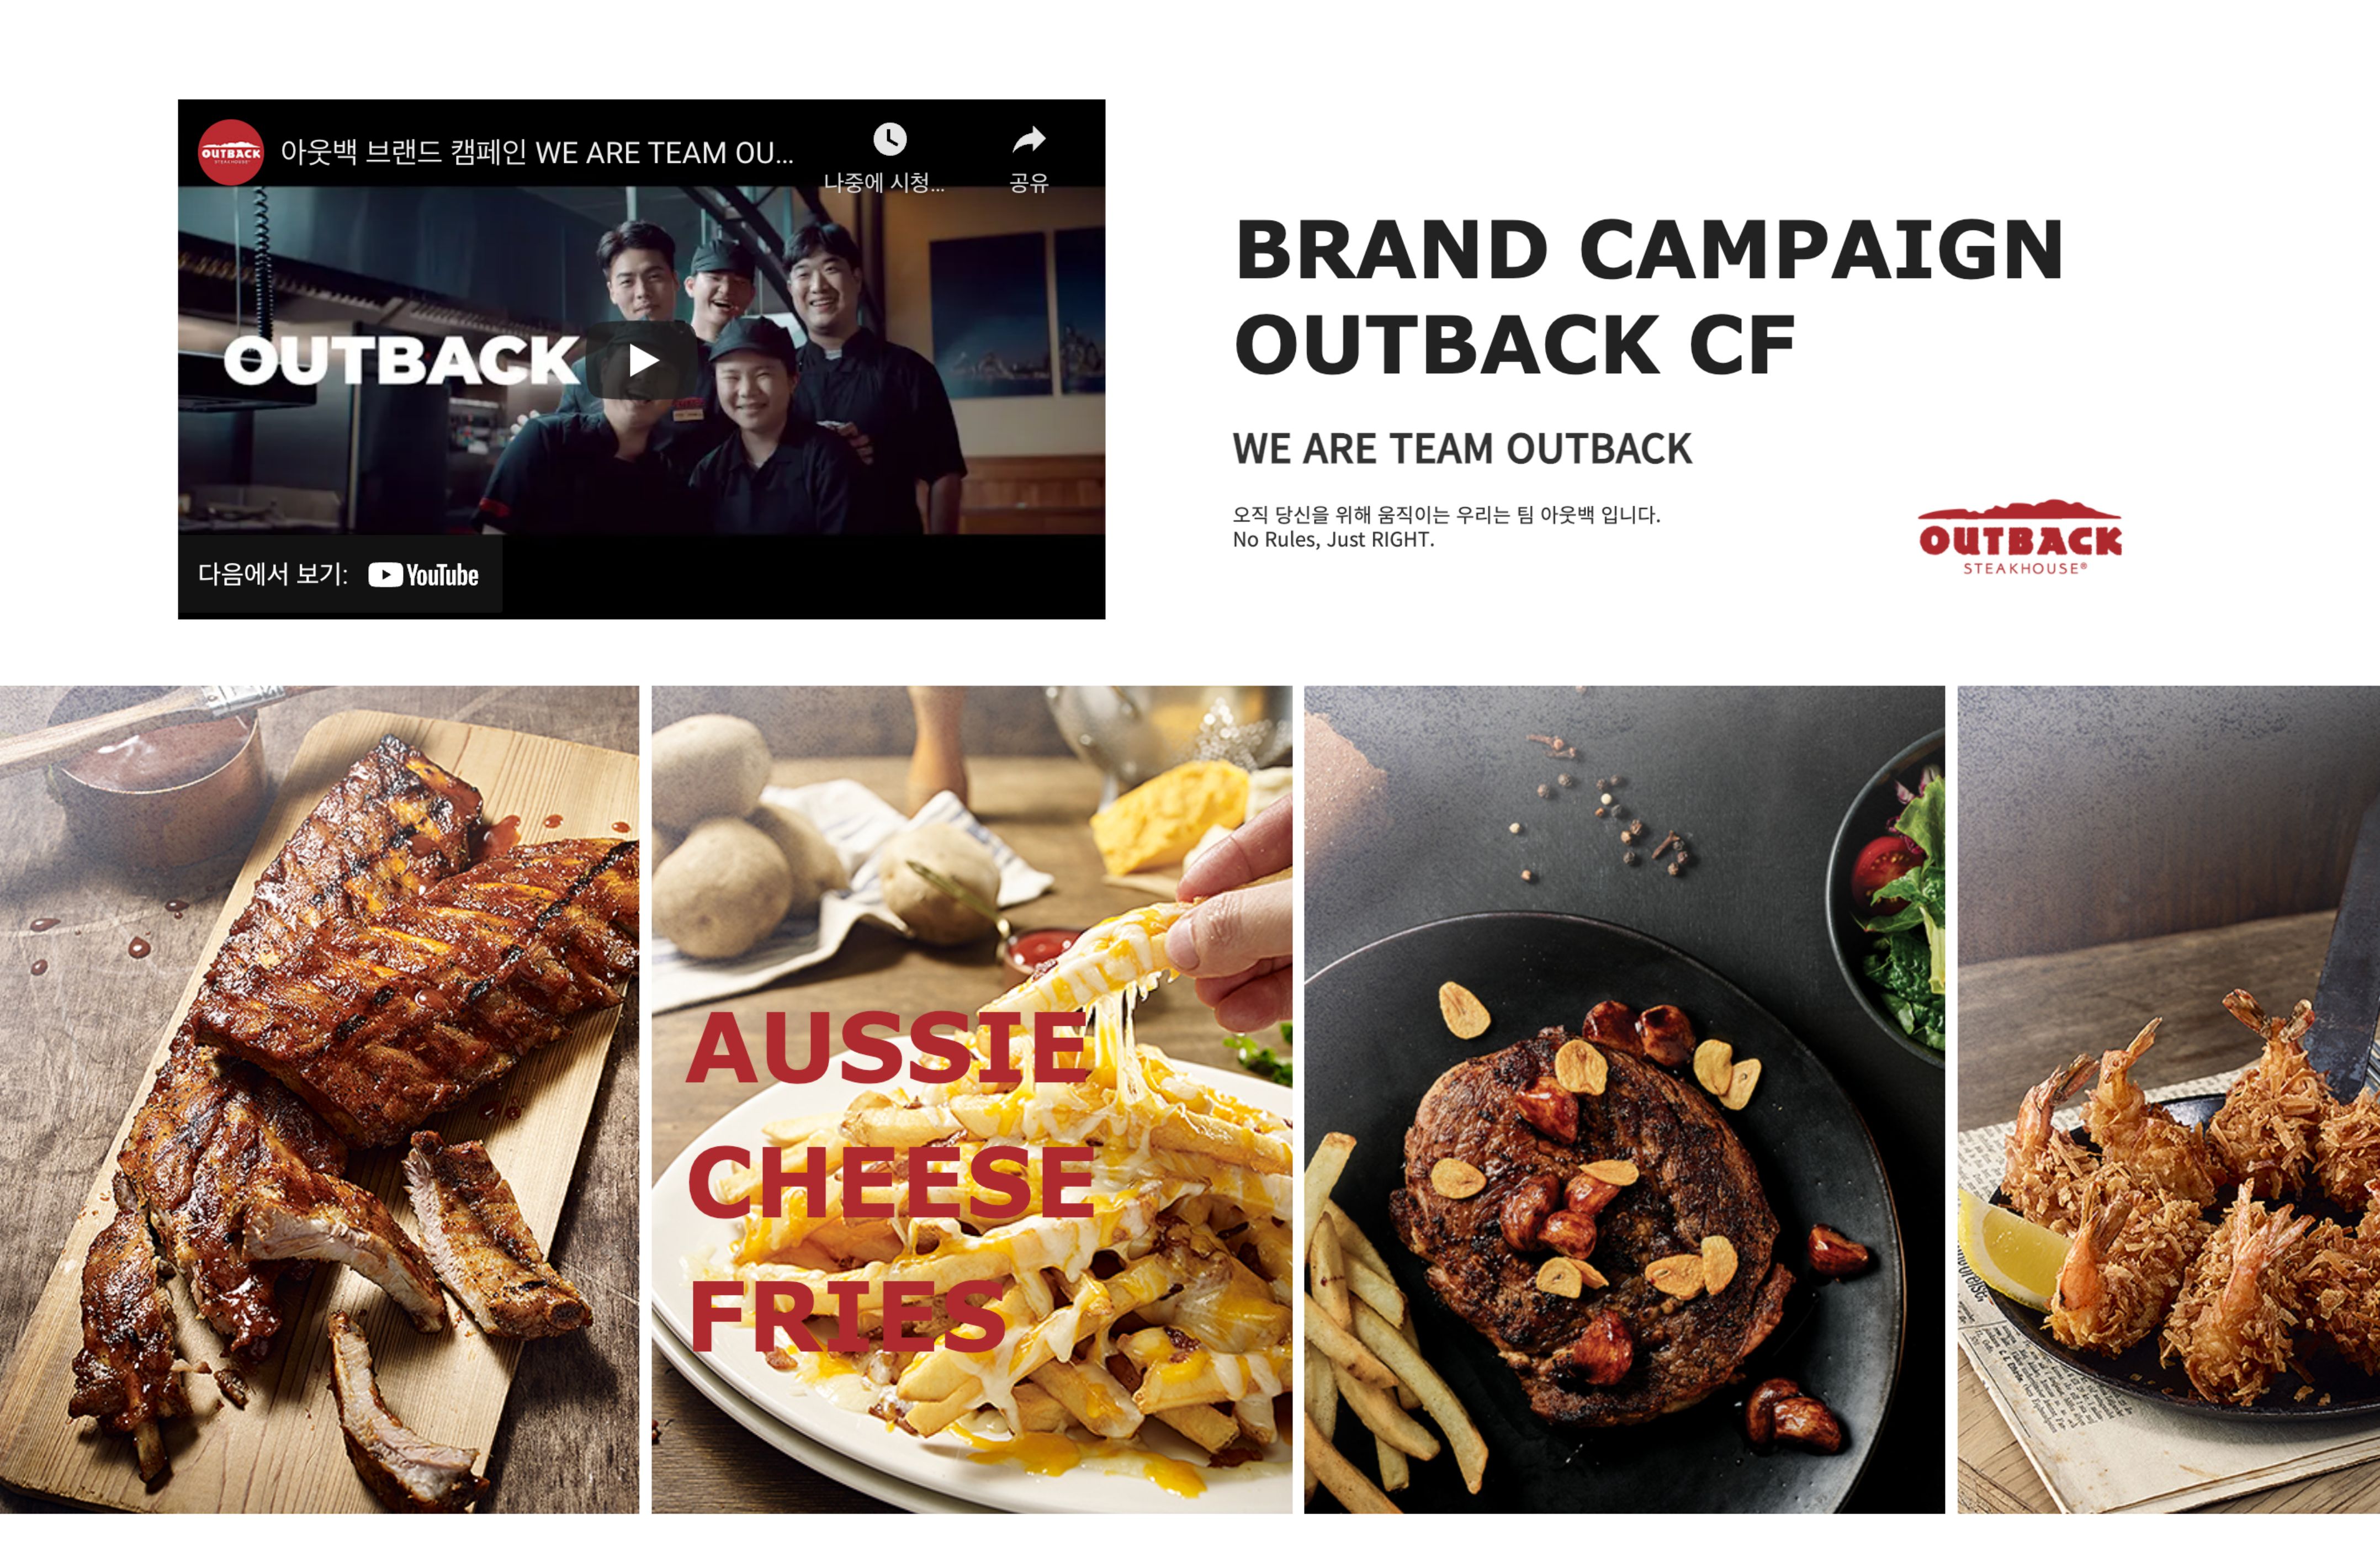 OUTBACK
STEAKHOUSE
아웃백 브랜드 캠페인 WE ARE TEAM OU...
나중에 시청...
공유
OUTBACK
다음에서 보기: YouTube
BRAND CAMPAIGN
OUTBACK CF
WE ARE TEAM OUTBACK
오직 당신을 위해 움직이는 우리는 팀 아웃백 입니다.
No Rules, Just RIGHT.
OUTBACK
STEAKHOUSE®
AUSSIE
CHEESE
FRIES